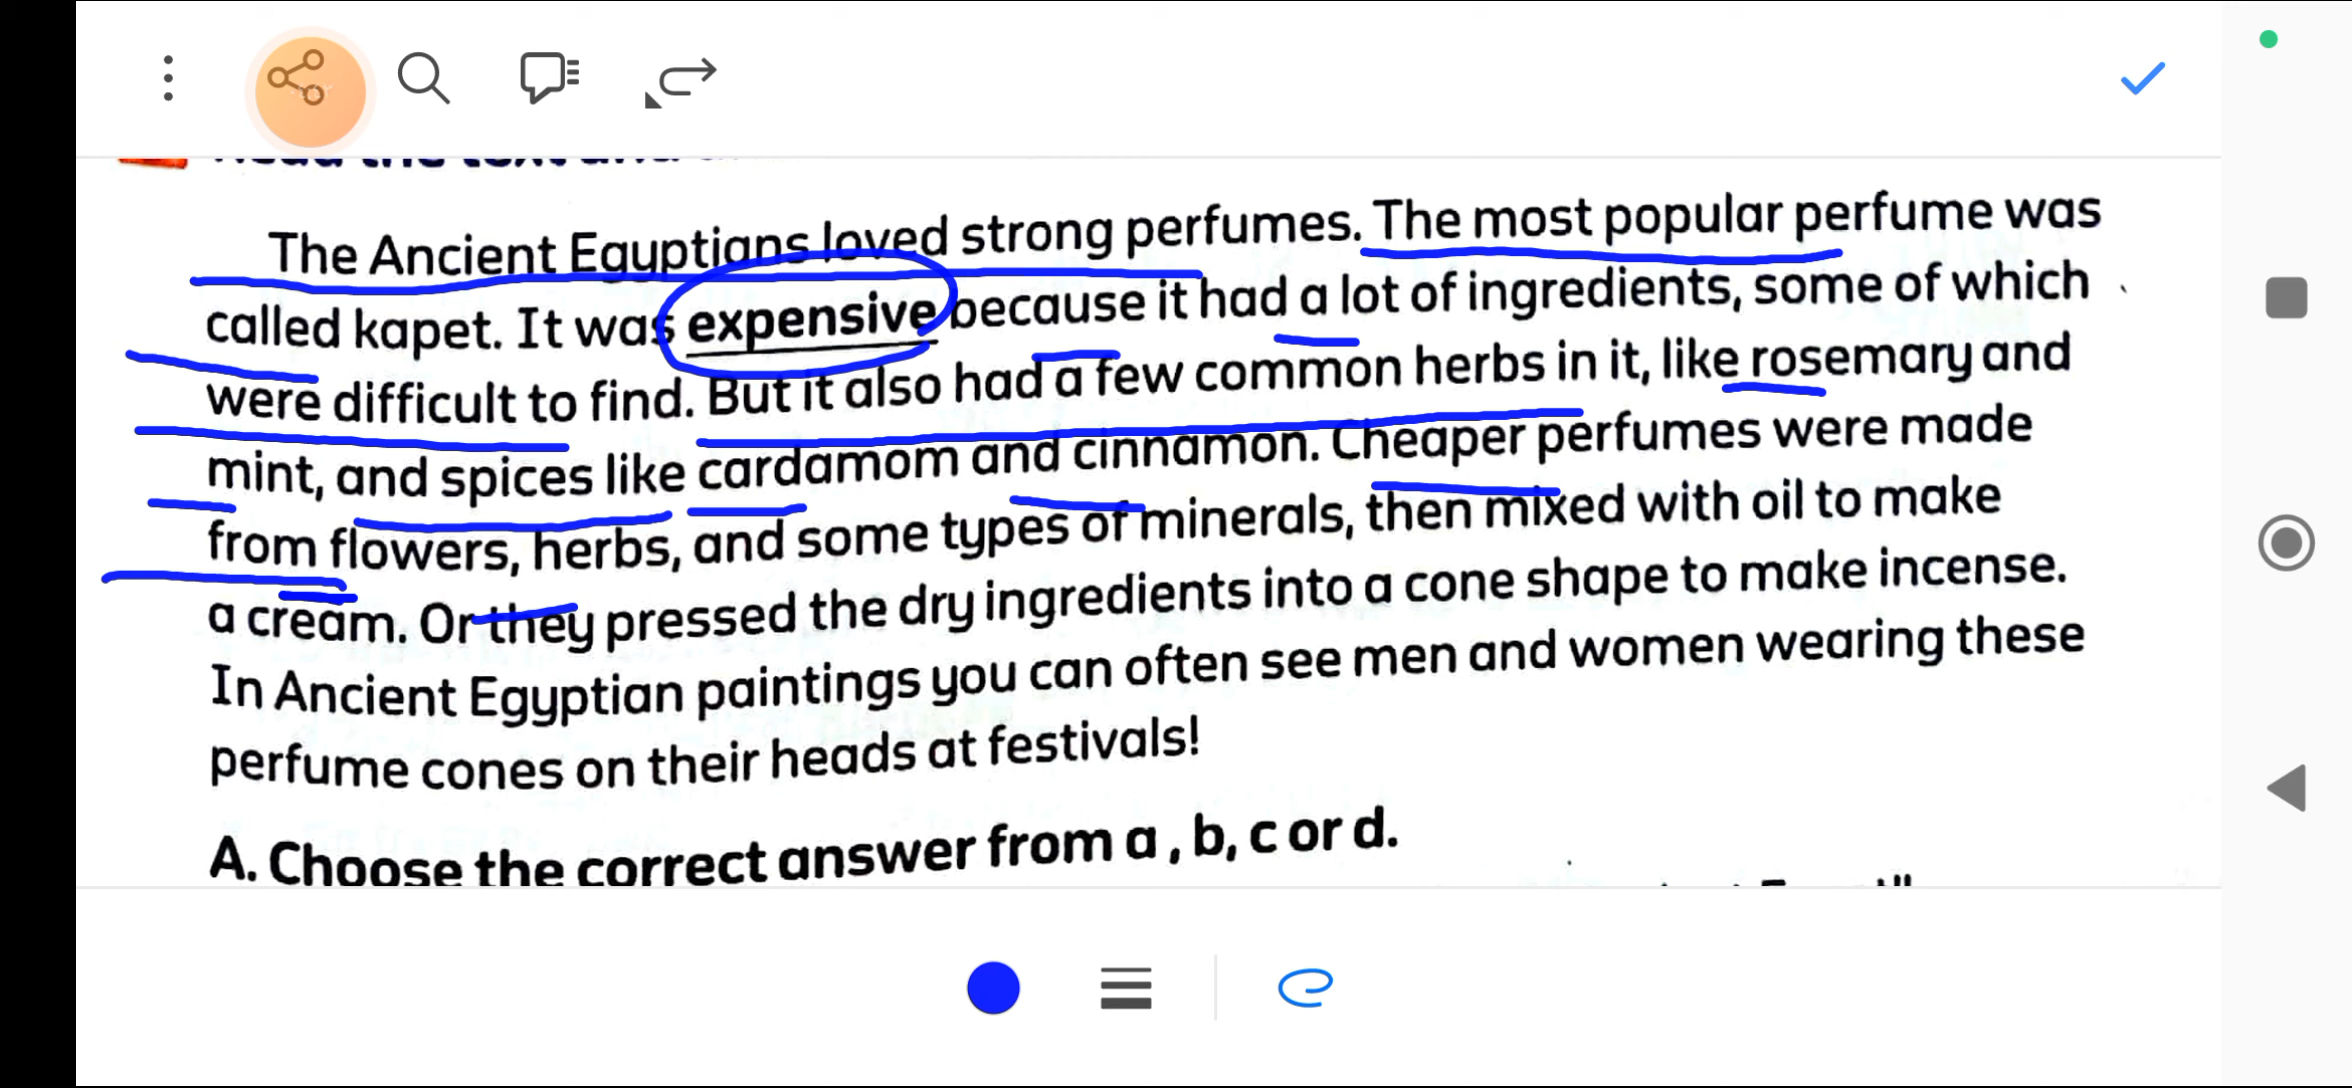 The Ancient Egyptians loved strong perfumes. The most popular perfume was
called kapet. It was expensive because it had a lot of ingredients, some of which
were difficult to find. But it also had a few common herbs in it, like rosemary and
mint, and spices like cardamom and cinnamon. Cheaper perfumes were made
from flowers, herbs, and some types of minerals, then mixed with oil to make
a cream. Or they pressed the dry ingredients into a cone shape to make incense.
In Ancient Egyptian paintings you can often see men and women wearing these
perfume cones on their heads at festivals!
A. Choose the correct answer from a , b, c or d.